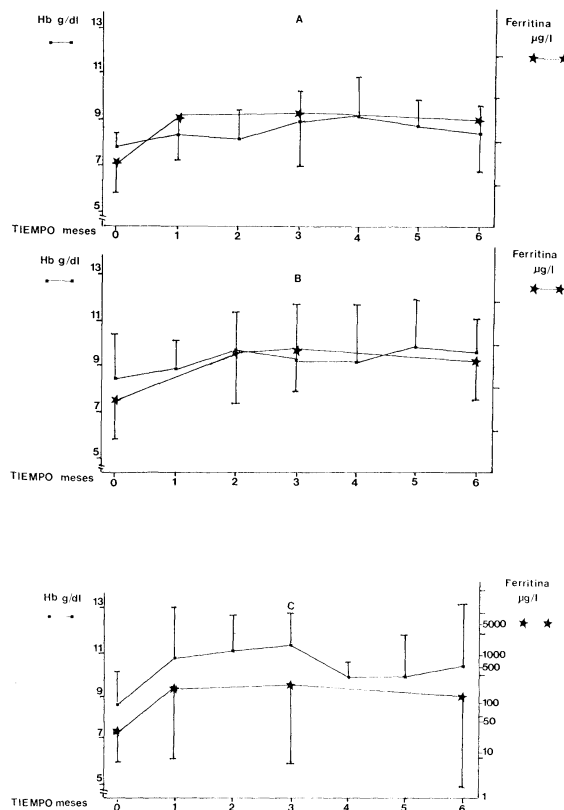 Hb g/dl
A
Ferritina
µg/l
13
11
9
7
5
TIEMPO meses
0 1 2 3 4 5 6
Hb g/dl
B
Ferritina
µg/l
13
11
9
7
5
TIEMPO meses
0 1 2 3 4 5 6
Hb g/dl
C
Ferritina
µg/l
13
11
9
7
5
5000
1000
500
100
50
10
1
TIEMPO meses
0 1 2 3 4 5 6